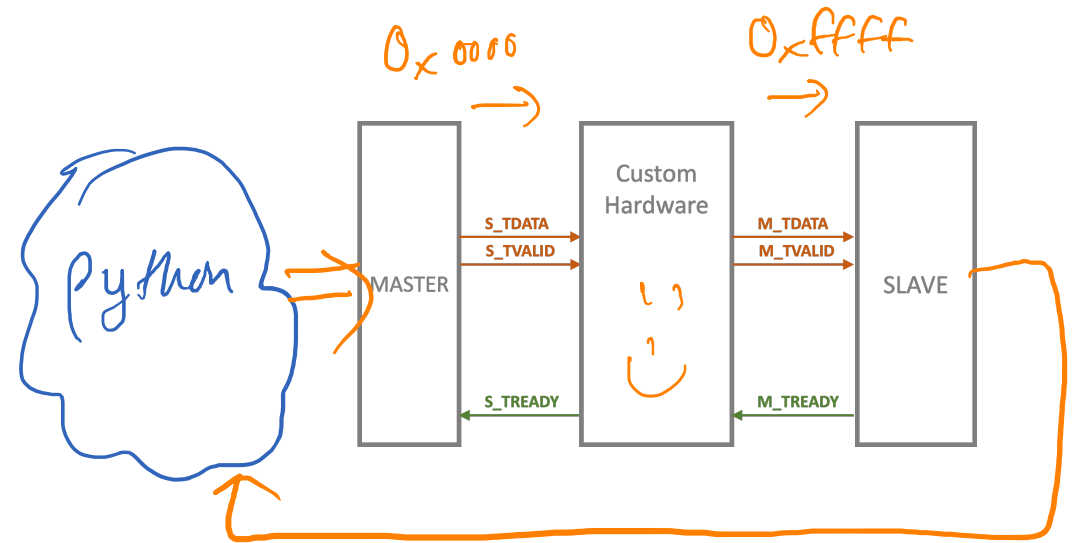 0x0000
0xffff
Custom
Hardware
S_TDATA
M_TDATA
S_TVALID
M_TVALID
Python
MASTER
SLAVE
S_TREADY
M_TREADY